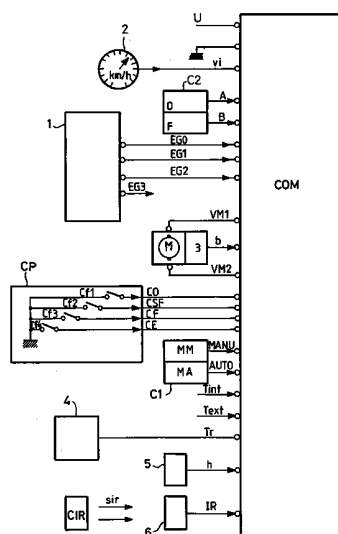 U
2
km/h
vi
C2
O
F
A
B
1
EG0
EG1
EG2
EG3
COM
VM1
M
3
b
VM2
CP
Cf1
CO
Cf2
CSF
Cf3
CF
Cf4
CE
MM
MANU
MA
AUTO
C1
Tint
Text
4
Tr
5
h
CIR
sir
6
IR